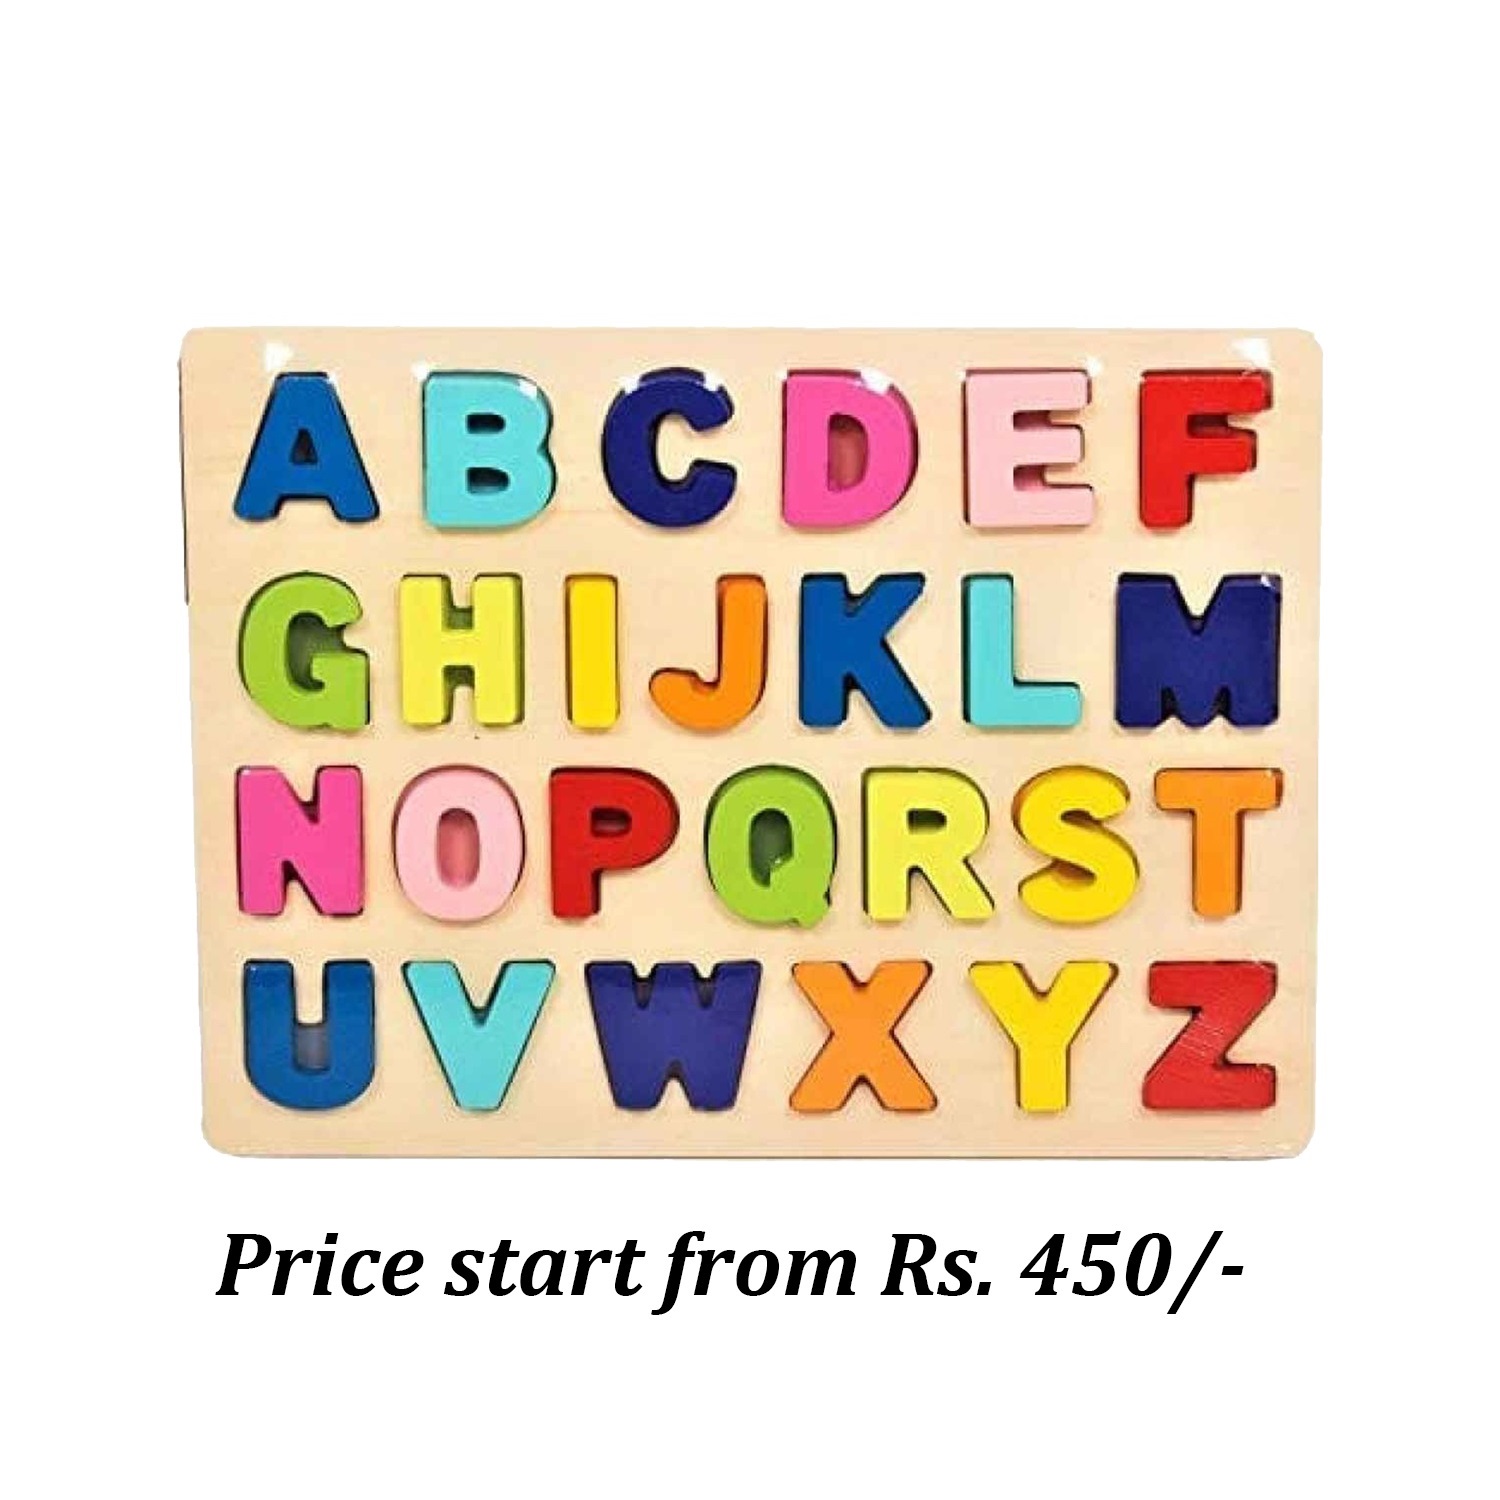 A B C D E F
G H I J K L M
N O P Q R S T
U V W X Y Z
Price start from Rs. 450/-